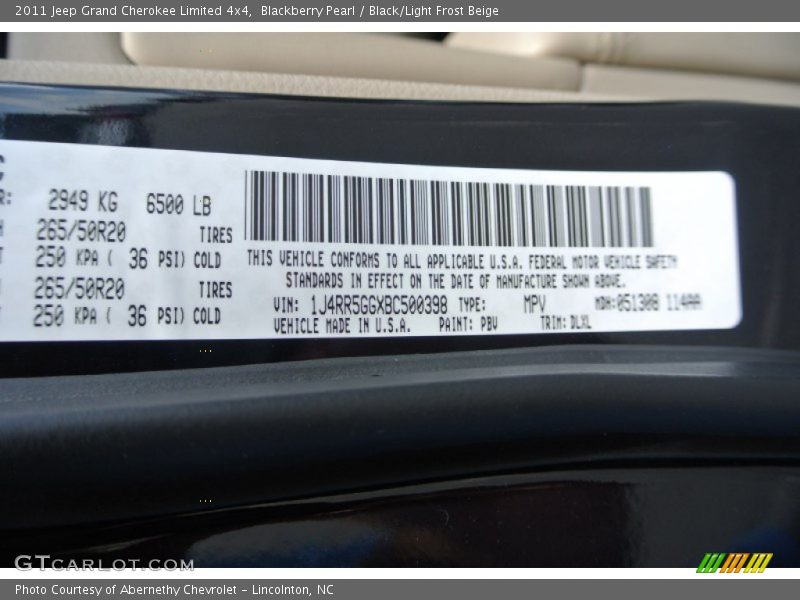 2011 Jeep Grand Cherokee Limited 4x4, Blackberry Pearl / Black/Light Frost Beige
2949 KG 6500 LB
265/50R20 TIRES
250 KPA ( 36 PSI) COLD
265/50R20 TIRES
250 KPA ( 36 PSI) COLD
THIS VEHICLE CONFORMS TO ALL APPLICABLE U.S.A. FEDERAL MOTOR VEHICLE SAFETY
STANDARDS IN EFFECT ON THE DATE OF MANUFACTURE SHOWN ABOVE.
VIN: 1J4RR5GGXBC500398 TYPE: MPV MDH: 051308 114AA
VEHICLE MADE IN U.S.A. PAINT: PBV TRIM: DLXL
GTCARLOT.COM
Photo Courtesy of Abernethy Chevrolet – Lincolnton, NC